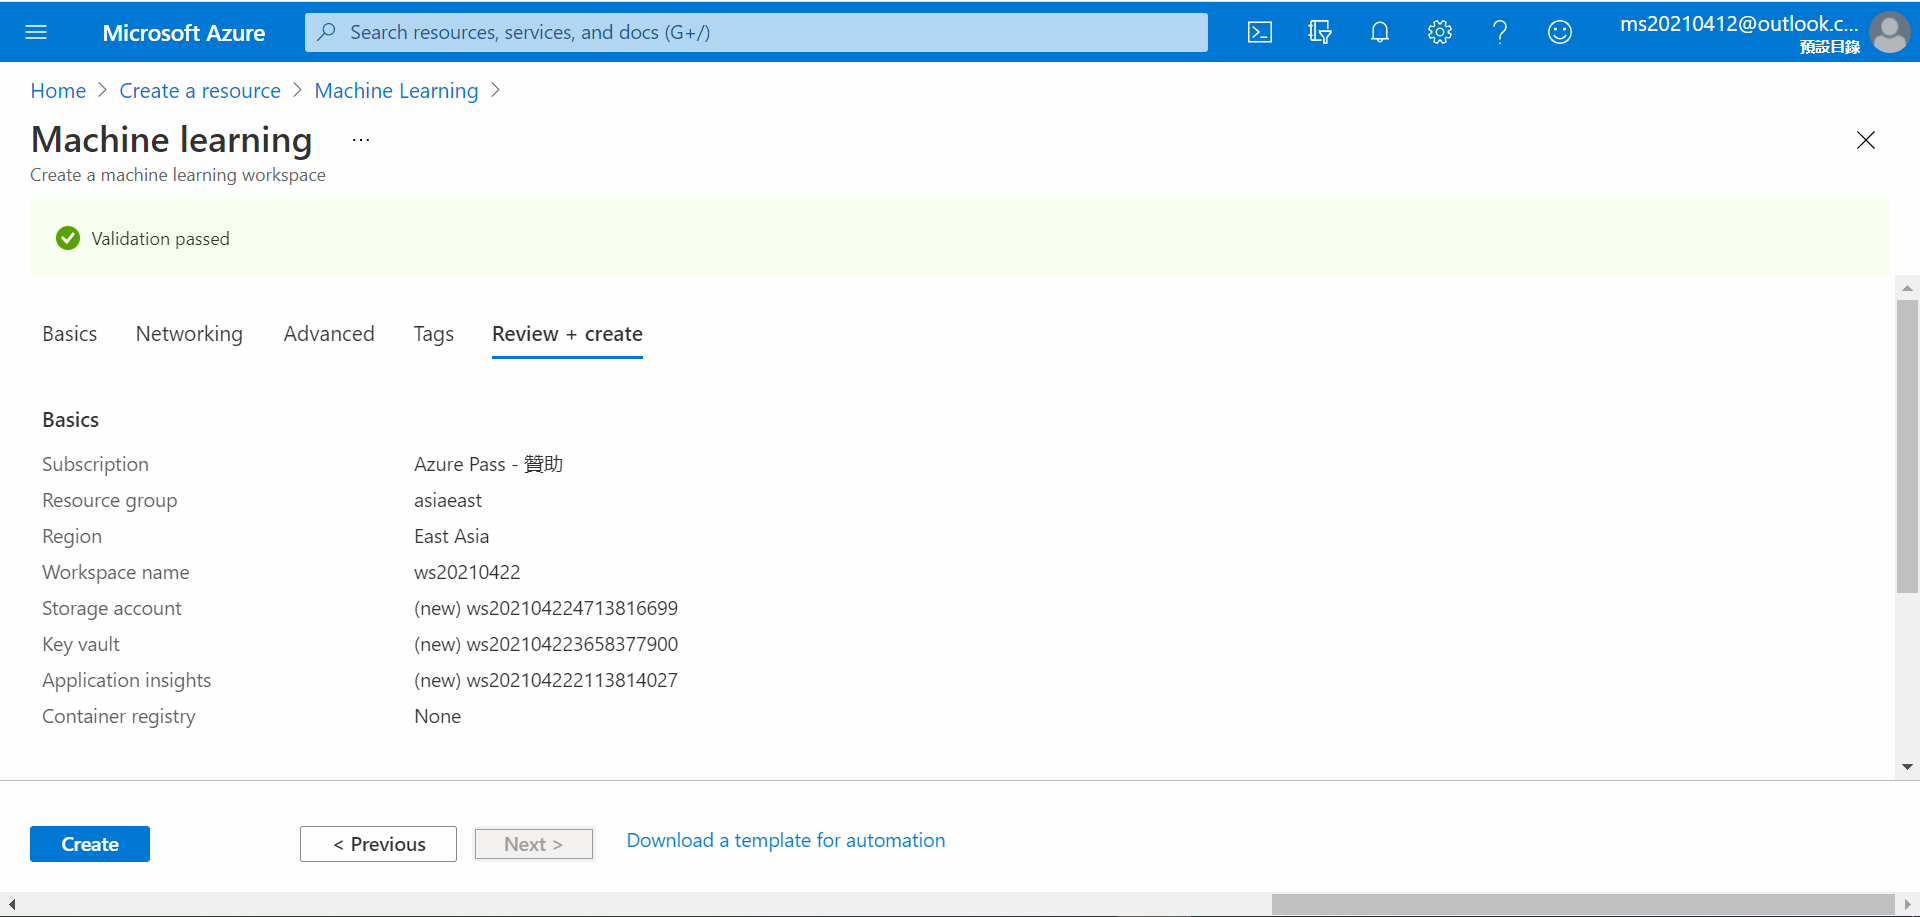 Microsoft Azure
Search resources, services, and docs (G+/)
ms20210412@outlook.c...
預設目錄
Home > Create a resource > Machine Learning >
Machine learning ...
Create a machine learning workspace
Validation passed
Basics Networking Advanced Tags Review + create
Basics
Subscription Azure Pass - 贊助
Resource group asiaeast
Region East Asia
Workspace name ws20210422
Storage account (new) ws202104224713816699
Key vault (new) ws202104223658377900
Application insights (new) ws202104222113814027
Container registry None
Create < Previous Next > Download a template for automation